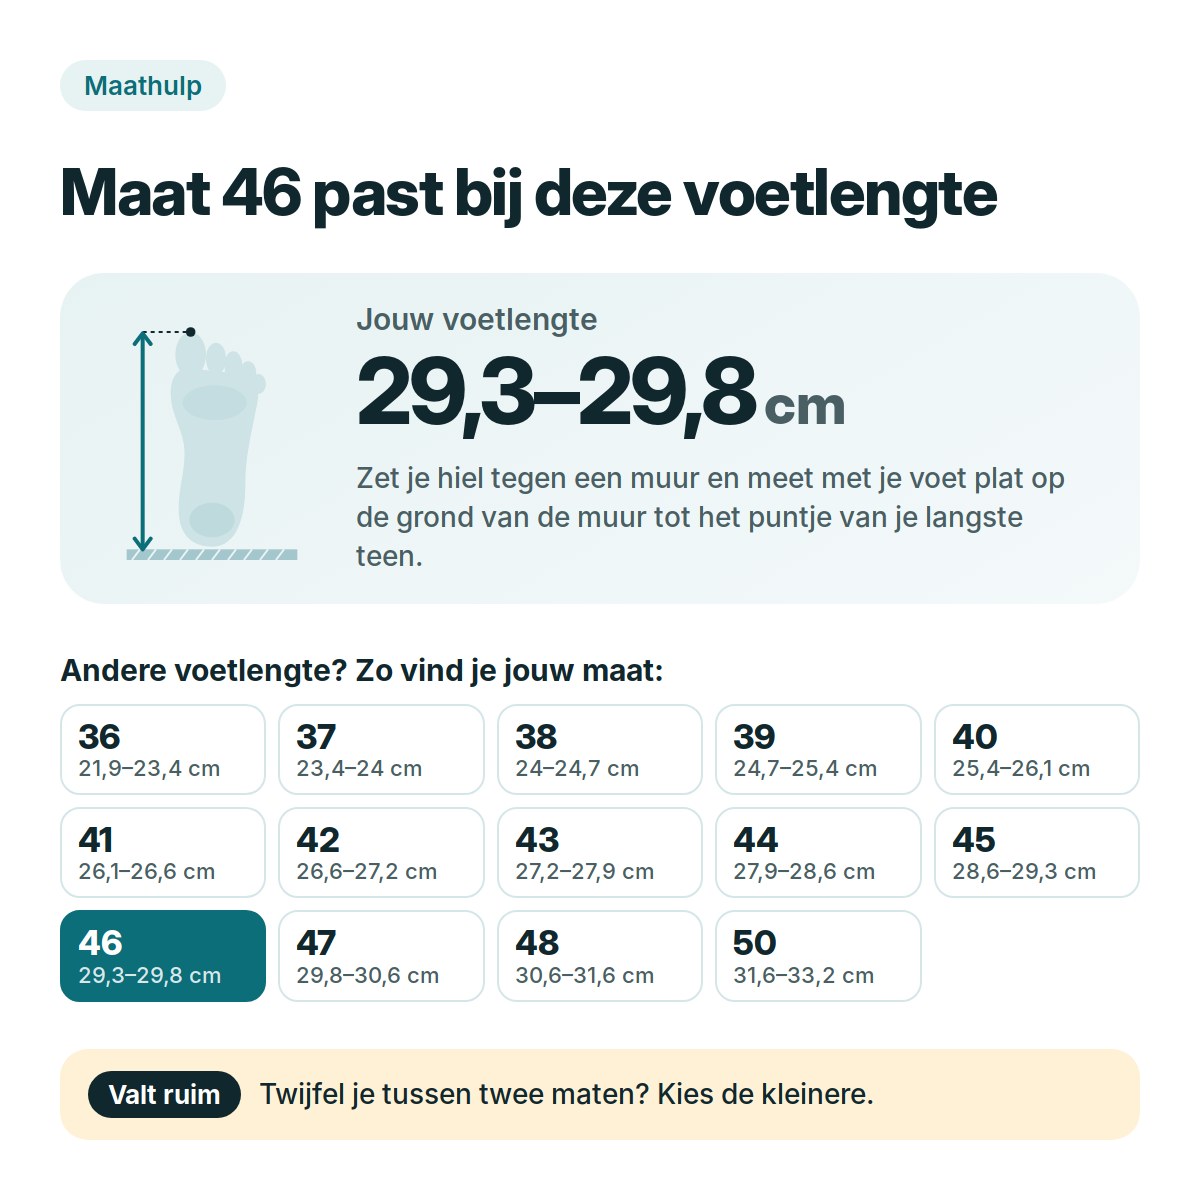 Maathulp
Maat 46 past bij deze voetlengte
Jouw voetlengte
29,3–29,8 cm
Zet je hiel tegen een muur en meet met je voet plat op
de grond van de muur tot het puntje van je langste
teen.
Andere voetlengte? Zo vind je jouw maat:
36
21,9–23,4 cm
37
23,4–24 cm
38
24–24,7 cm
39
24,7–25,4 cm
40
25,4–26,1 cm
41
26,1–26,6 cm
42
26,6–27,2 cm
43
27,2–27,9 cm
44
27,9–28,6 cm
45
28,6–29,3 cm
46
29,3–29,8 cm
47
29,8–30,6 cm
48
30,6–31,6 cm
50
31,6–33,2 cm
Valt ruim Twijfel je tussen twee maten? Kies de kleinere.